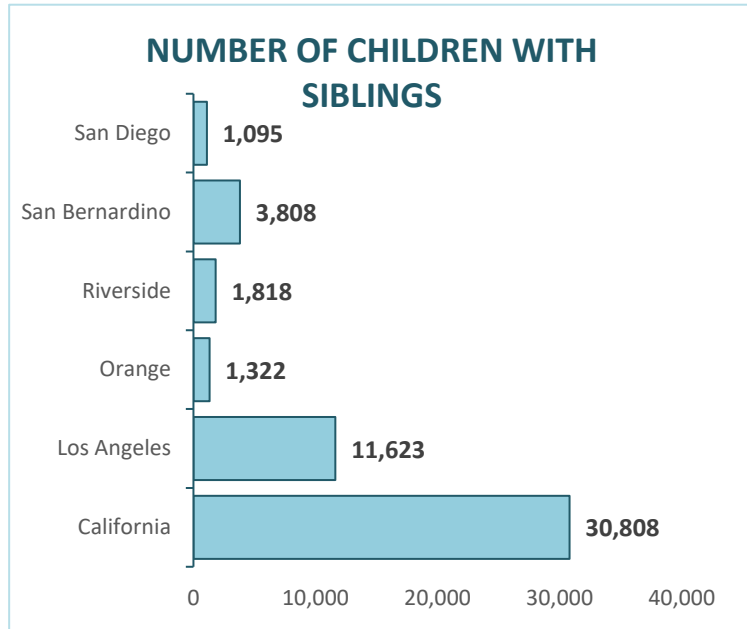 NUMBER OF CHILDREN WITH
SIBLINGS
San Diego 1,095
San Bernardino 3,808
Riverside 1,818
Orange 1,322
Los Angeles 11,623
California 30,808
0 10,000 20,000 30,000 40,000